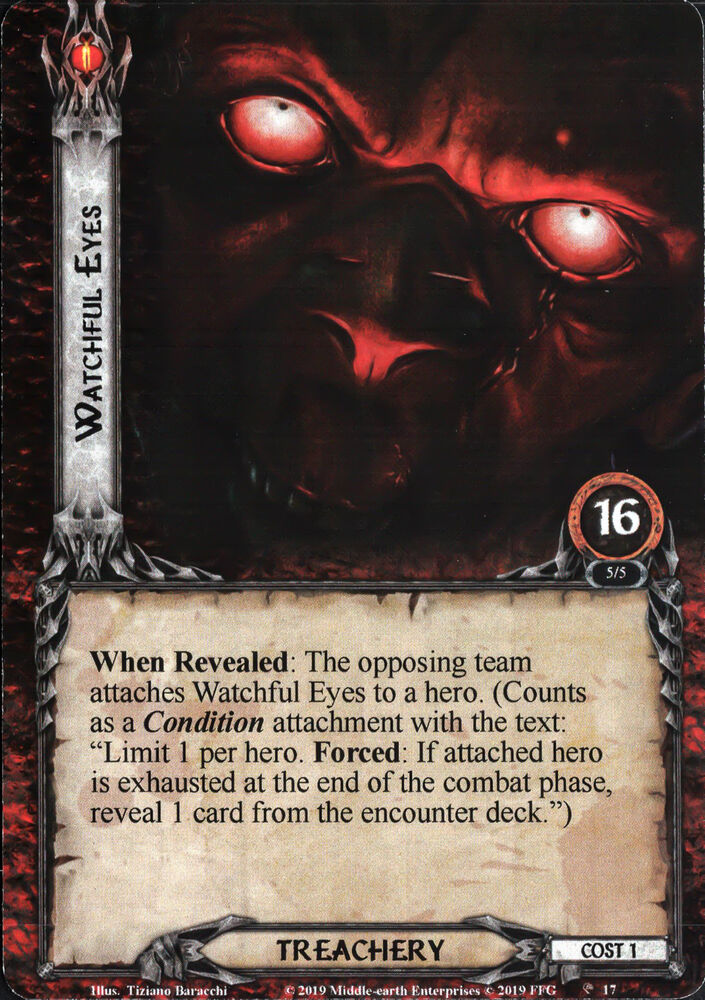 WATCHFUL EYES
16
5/5
When Revealed: The opposing team
attaches Watchful Eyes to a hero. (Counts
as a Condition attachment with the text:
“Limit 1 per hero. Forced: If attached hero
is exhausted at the end of the combat phase,
reveal 1 card from the encounter deck.”)
TREACHERY
COST 1
Illus. Tiziano Baracchi
© 2019 Middle-earth Enterprises © 2019 FFG
17